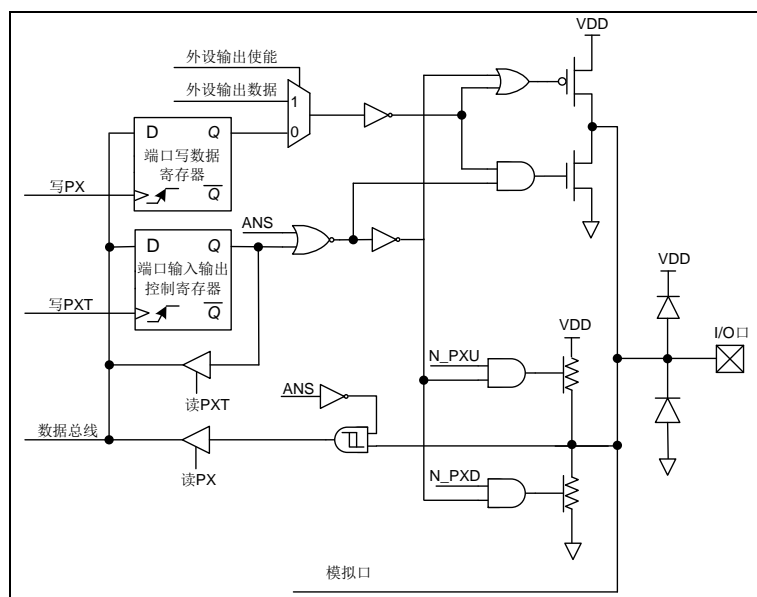 VDD
外设输出使能
外设输出数据
1
0
D Q
端口写数据
寄存器
Q
写PX
ANS
D Q
端口输入输出
控制寄存器
Q
写PXT
VDD
I/O口
VDD
N_PXU
读PXT
ANS
数据总线
读PX
N_PXD
模拟口